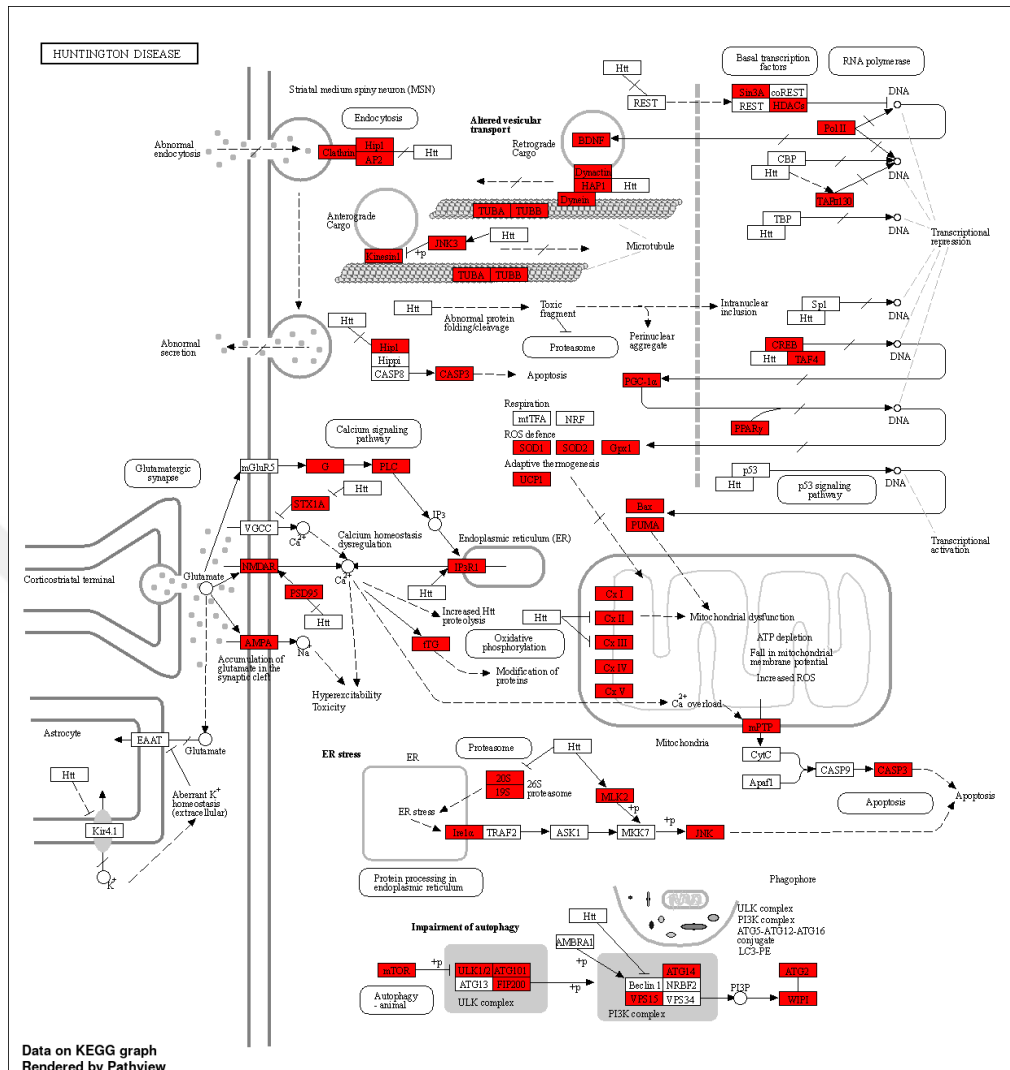 HUNTINGTON DISEASE
Striatal medium spiny neuron (MSN)
Endocytosis
Abnormal
endocytosis
Clathrin
Hip1
AP2
Htt
Altered vesicular
transport
Retrograde
Cargo
BDNF
Dynactin
HAP1
Htt
Dynein
TUBA
TUBB
Anterograde
Cargo
Htt
JNK3
+p
Kinesin1
Microtubule
TUBA
TUBB
Htt
REST
Basal transcription
factors
RNA polymerase
Sin3A
coREST
REST
HDACs
DNA
Pol II
CBP
Htt
DNA
TAFII130
TBP
Htt
DNA
Transcriptional
repression
Htt
Abnormal protein
folding/cleavage
Toxic
fragment
Intranuclear
inclusion
Perinuclear
aggregate
Proteasome
Sp1
Htt
DNA
Abnormal
secretion
Htt
Hip1
Hippi
CASP8
CASP3
Apoptosis
CREB
Htt
TAF4
DNA
PGC-1α
PPARγ
DNA
Respiration
mtTFA
NRF
ROS defence
SOD1
SOD2
Gpx1
Adaptive thermogenesis
UCP1
p53
Htt
p53 signaling
pathway
DNA
Bax
PUMA
Transcriptional
activation
Calcium signaling
pathway
Glutamatergic
synapse
mGluR5
G
PLC
Htt
STX1A
VGCC
Ca2+
IP3
Calcium homeostasis
dysregulation
Endoplasmic reticulum (ER)
Corticostriatal terminal
Glutamate
NMDAR
Ca2+
IP3R1
Htt
PSD95
Htt
Increased Htt
proteolysis
AMPA
Na+
Accumulation of
glutamate in the
synaptic cleft
tTG
Oxidative
phosphorylation
Modification of
proteins
Hyperexcitability
Toxicity
Htt
Cx I
Cx II
Cx III
Cx IV
Cx V
Mitochondrial dysfunction
ATP depletion
Fall in mitochondrial
membrane potential
Increased ROS
Ca2+ overload
mPTP
Mitochondria
CytC
Apaf1
CASP9
CASP3
Apoptosis
Apoptosis
Astrocyte
EAAT
Glutamate
Htt
Aberrant K+
homeostasis
(extracellular)
Kir4.1
K+
ER stress
ER
Proteasome
Htt
20S
19S
26S
proteasome
MLK2
+p
ER stress
Ire1α
TRAF2
ASK1
MKK7
+p
JNK
Protein processing in
endoplasmic reticulum
Phagophore
ULK complex
PI3K complex
ATG5-ATG12-ATG16
conjugate
LC3-PE
Impairment of autophagy
Htt
AMBRA1
+p
mTOR
+p
ULK1/2
ATG101
ATG13
FIP200
ULK complex
+p
ATG14
Beclin 1
NRBF2
VPS15
VPS34
PI3K complex
PI3P
ATG2
WIPI
Autophagy
- animal
Data on KEGG graph
Rendered by Pathview